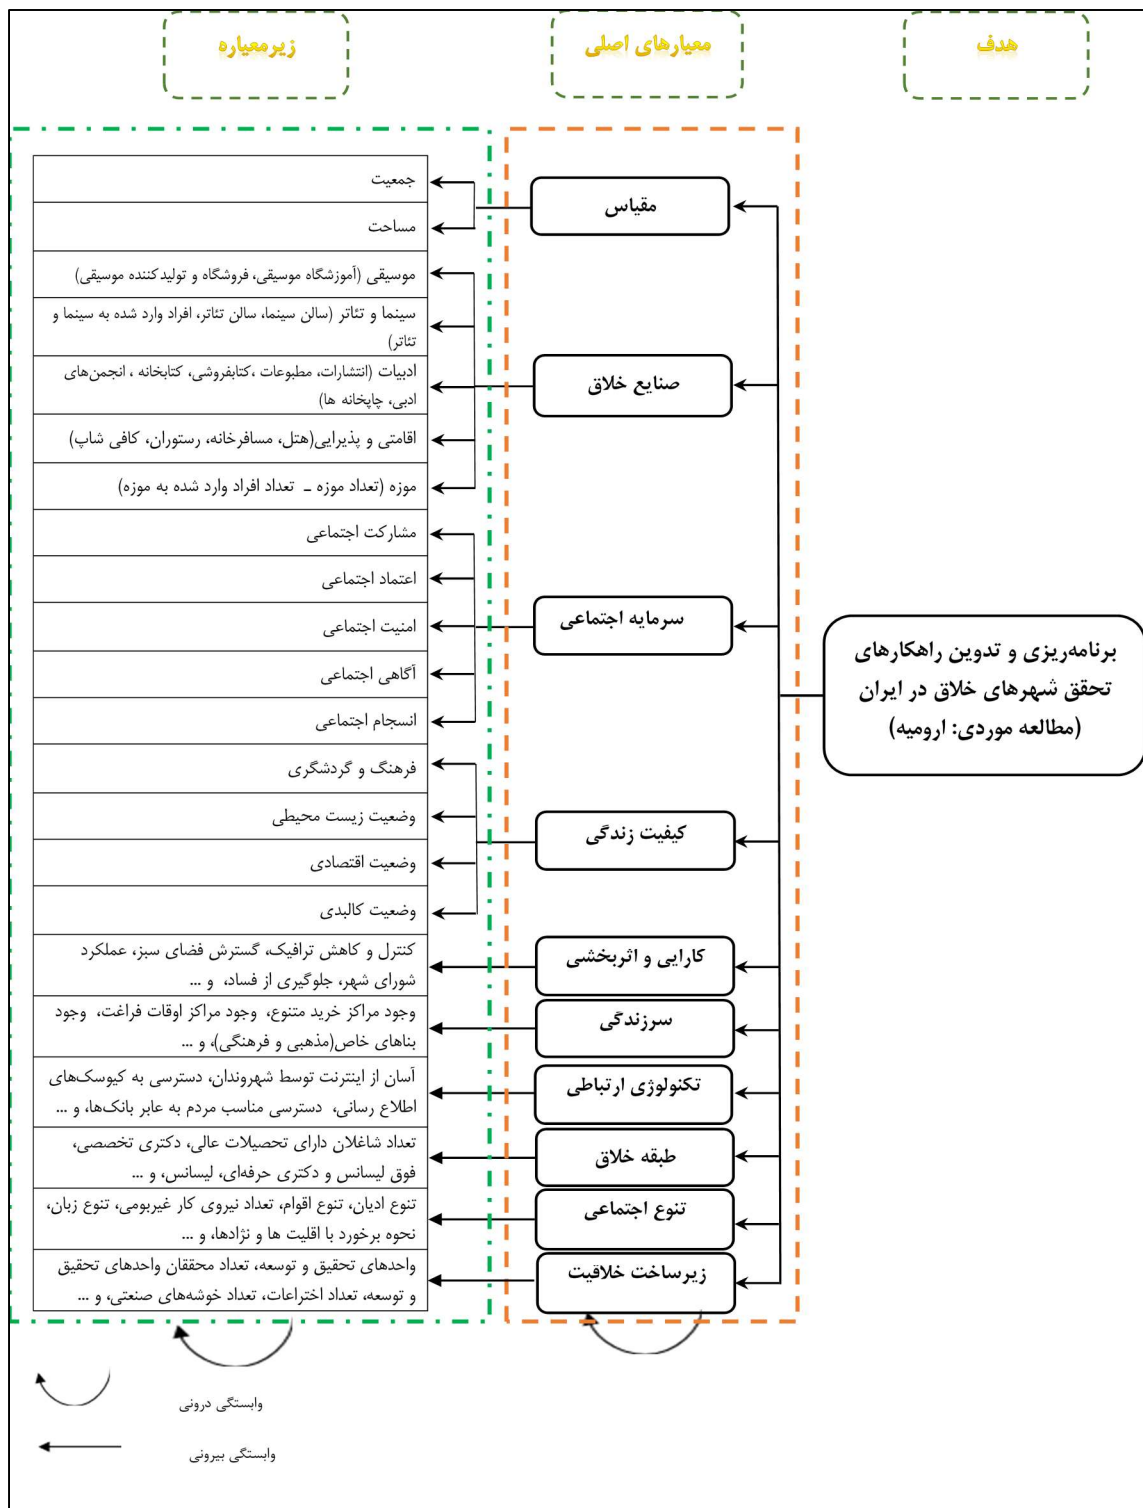 هدف
معیارهای اصلی
زیرمعیاره
برنامه‌ریزی و تدوین راهکارهای
تحقق شهرهای خلاق در ایران
(مطالعه موردی: ارومیه)
مقیاس
جمعیت
مساحت
صنایع خلاق
موسیقی (آموزشگاه موسیقی، فروشگاه و تولیدکننده موسیقی)
سینما و تئاتر (سالن سینما، سالن تئاتر، افراد وارد شده به سینما و
تئاتر)
ادبیات (انتشارات، مطبوعات ،کتابفروشی، کتابخانه ، انجمن‌های
ادبی، چاپخانه ها)
اقامتی و پذیرایی(هتل، مسافرخانه، رستوران، کافی شاپ)
موزه (تعداد موزه – تعداد افراد وارد شده به موزه)
سرمایه اجتماعی
مشارکت اجتماعی
اعتماد اجتماعی
امنیت اجتماعی
آگاهی اجتماعی
انسجام اجتماعی
کیفیت زندگی
فرهنگ و گردشگری
وضعیت زیست محیطی
وضعیت اقتصادی
وضعیت کالبدی
کارایی و اثربخشی
کنترل و کاهش ترافیک، گسترش فضای سبز، عملکرد
شورای شهر، جلوگیری از فساد، و ...
سرزندگی
وجود مراکز خرید متنوع، وجود مراکز اوقات فراغت، وجود
بناهای خاص(مذهبی و فرهنگی)، و ...
تکنولوژی ارتباطی
آسان از اینترنت توسط شهروندان، دسترسی به کیوسک‌های
اطلاع رسانی، دسترسی مناسب مردم به عابر بانک‌ها، و ...
طبقه خلاق
تعداد شاغلان دارای تحصیلات عالی، دکتری تخصصی،
فوق لیسانس و دکتری حرفه‌ای، لیسانس، و ...
تنوع اجتماعی
تنوع ادیان، تنوع اقوام، تعداد نیروی کار غیربومی، تنوع زبان،
نحوه برخورد با اقلیت ها و نژادها، و ...
زیرساخت خلاقیت
واحدهای تحقیق و توسعه، تعداد محققان واحدهای تحقیق
و توسعه، تعداد اختراعات، تعداد خوشه‌های صنعتی، و ...
وابستگی درونی
وابستگی بیرونی